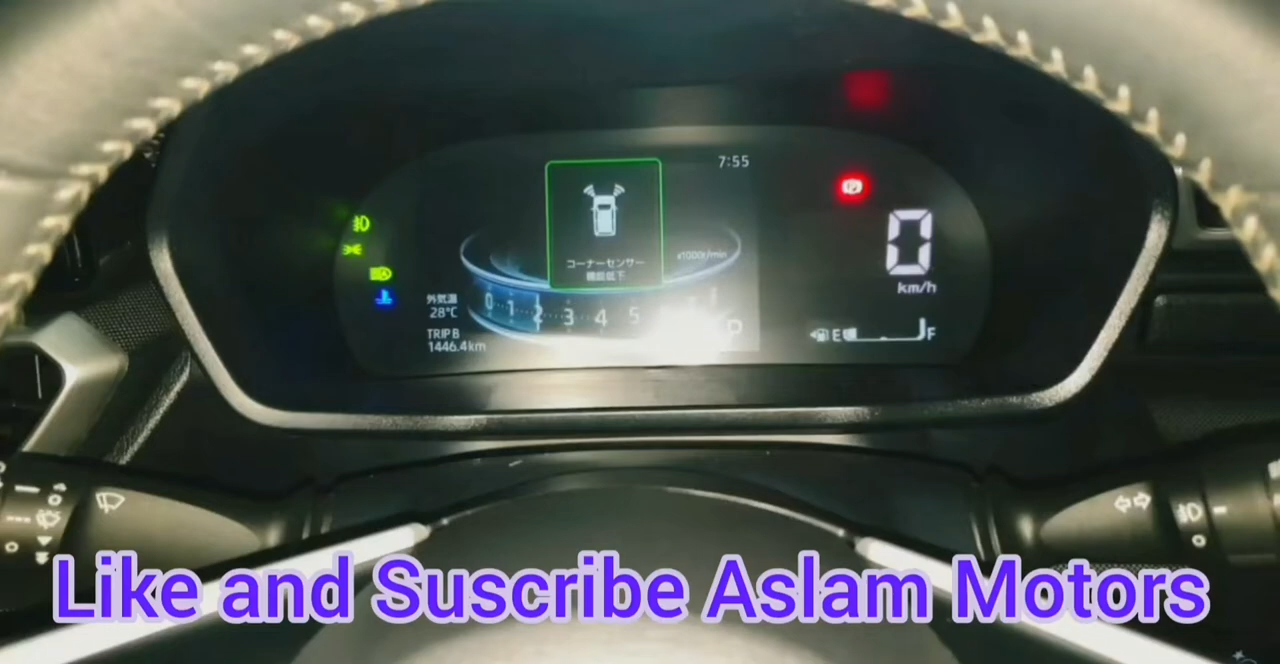 7:55
コーナーセンサー
機能低下
x1000r/min
外気温
28℃
0 1 2 3 4 5
P
TRIP B
1446.4km
0
km/h
E F
Like and Suscribe Aslam Motors